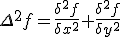 Δ²f = δ²f/δx² + δ²f/δy²